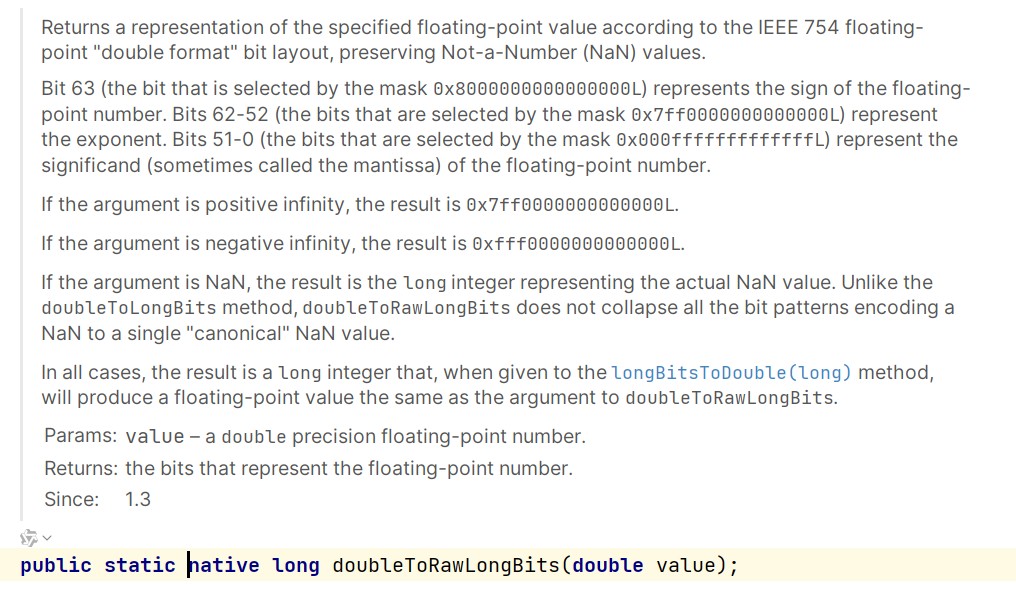 Returns a representation of the specified floating-point value according to the IEEE 754 floating-
point "double format" bit layout, preserving Not-a-Number (NaN) values.
Bit 63 (the bit that is selected by the mask 0x8000000000000000L) represents the sign of the floating-
point number. Bits 62-52 (the bits that are selected by the mask 0x7ff0000000000000L) represent
the exponent. Bits 51-0 (the bits that are selected by the mask 0x000fffffffffffffL) represent the
significand (sometimes called the mantissa) of the floating-point number.
If the argument is positive infinity, the result is 0x7ff0000000000000L.
If the argument is negative infinity, the result is 0xfff0000000000000L.
If the argument is NaN, the result is the long integer representing the actual NaN value. Unlike the
doubleToLongBits method, doubleToRawLongBits does not collapse all the bit patterns encoding a
NaN to a single "canonical" NaN value.
In all cases, the result is a long integer that, when given to the longBitsToDouble(long) method,
will produce a floating-point value the same as the argument to doubleToRawLongBits.
Params: value – a double precision floating-point number.
Returns: the bits that represent the floating-point number.
Since: 1.3
public static native long doubleToRawLongBits(double value);